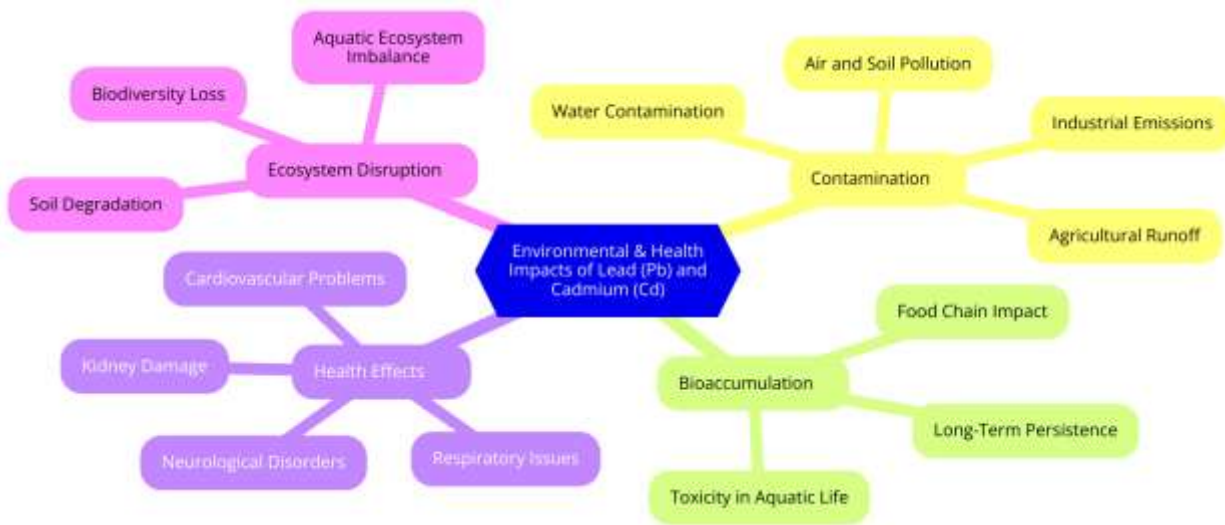 Environmental & Health
Impacts of Lead (Pb) and
Cadmium (Cd)
Ecosystem Disruption
Aquatic Ecosystem
Imbalance
Biodiversity Loss
Soil Degradation
Contamination
Water Contamination
Air and Soil Pollution
Industrial Emissions
Agricultural Runoff
Health Effects
Cardiovascular Problems
Kidney Damage
Neurological Disorders
Respiratory Issues
Bioaccumulation
Food Chain Impact
Long-Term Persistence
Toxicity in Aquatic Life